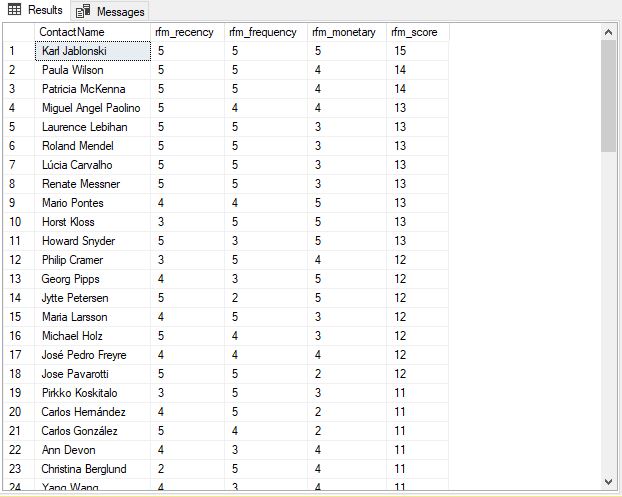 Results Messages
ContactName rfm_recency rfm_frequency rfm_monetary rfm_score
1 Karl Jablonski 5 5 5 15
2 Paula Wilson 5 5 4 14
3 Patricia McKenna 5 5 4 14
4 Miguel Angel Paolino 5 4 4 13
5 Laurence Lebihan 5 5 3 13
6 Roland Mendel 5 5 3 13
7 Lúcia Carvalho 5 5 3 13
8 Renate Messner 5 5 3 13
9 Mario Pontes 4 4 5 13
10 Horst Kloss 3 5 5 13
11 Howard Snyder 5 3 5 13
12 Philip Cramer 3 5 4 12
13 Georg Pipps 4 3 5 12
14 Jytte Petersen 5 2 5 12
15 Maria Larsson 4 5 3 12
16 Michael Holz 5 4 3 12
17 José Pedro Freyre 4 4 4 12
18 Jose Pavarotti 5 5 2 12
19 Pirkko Koskitalo 3 5 3 11
20 Carlos Hernández 4 5 2 11
21 Carlos González 5 4 2 11
22 Ann Devon 4 3 4 11
23 Christina Berglund 2 5 4 11
24 Yang Wang 4 3 4 11